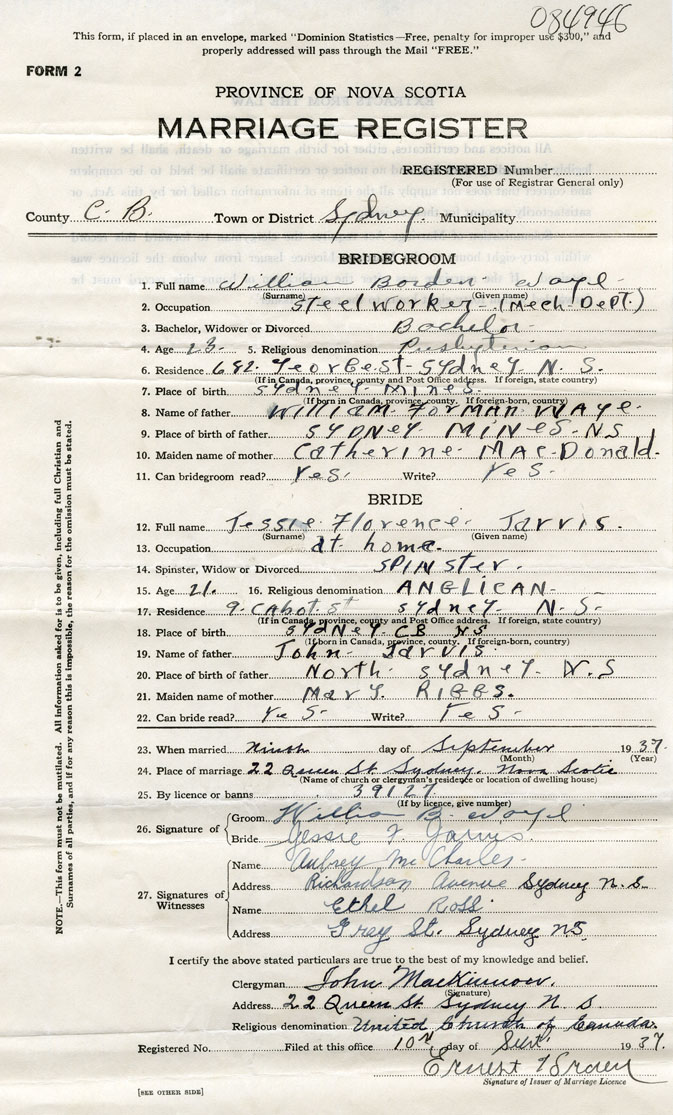 084946
This form, if placed in an envelope, marked "Dominion Statistics—Free, penalty for improper use $300," and
properly addressed will pass through the Mail "FREE."
FORM 2
PROVINCE OF NOVA SCOTIA
MARRIAGE REGISTER
REGISTERED Number
(For use of Registrar General only)
County C. B. Town or District Sydney. Municipality
BRIDEGROOM
1. Full name William Borden
(Surname) (Given name)
2. Occupation Steel Worker - (Mech-Dept.)
3. Bachelor, Widower or Divorced Bachelor
4. Age 23. 5. Religious denomination Presbyterian
6. Residence 692. Sydney. N. S.
(If in Canada, province, county and Post Office address. If foreign, state country)
7. Place of birth Sydney. Mines.
(If born in Canada, province, county. If foreign-born, country)
8. Name of father William. Forman
9. Place of birth of father SYDNEY. MINES-NS
10. Maiden name of mother Catherine. MAC-Donald.
11. Can bridegroom read? Yes. Write? Yes.
BRIDE
12. Full name Jessie Florence. Jarvis.
(Surname) (Given name)
13. Occupation at home.
14. Spinster, Widow or Divorced SPINSter.
15. Age 21. 16. Religious denomination ANGLICAN-
17. Residence 9. Cabot st Sydney. N-S-
(If in Canada, province, county and Post Office address. If foreign, state country)
18. Place of birth SydNEY. CB NS
(If born in Canada, province, county. If foreign-born, country)
19. Name of father John. Jarvis
20. Place of birth of father North. Sydney. N.S
21. Maiden name of mother Mary. RIGGS.
22. Can bride read? Yes- Write? Yes-
23. When married Ninth day of September 1937.
(Month) (Year)
24. Place of marriage 22 Queen St. Sydney. Nova Scotia
(Name of church or clergyman's residence or location of dwelling house)
25. By licence or banns 39127
(If by licence, give number)
26. Signature of Groom William B.
Bride Jessie F. Jarvis.
27. Signatures of Witnesses
Name Aubrey Mc Charles.
Address Richardson Avenue Sydney N.S.
Name Ethel Ross
Address Gray St. Sydney NS.
I certify the above stated particulars are true to the best of my knowledge and belief.
Clergyman John MacKinnon.
(Signature)
Address 22 Queen St Sydney N. S
Religious denomination United Church of Canada.
Registered No. Filed at this office 10th day of Sept 1937.
Ernest
Signature of Issuer of Marriage Licence
[SEE OTHER SIDE]
NOTE.—This form must not be mutilated. All information asked for is to be given, including full Christian and
Surnames of all parties, and if for any reason this is impossible, the reason for the omission must be stated.